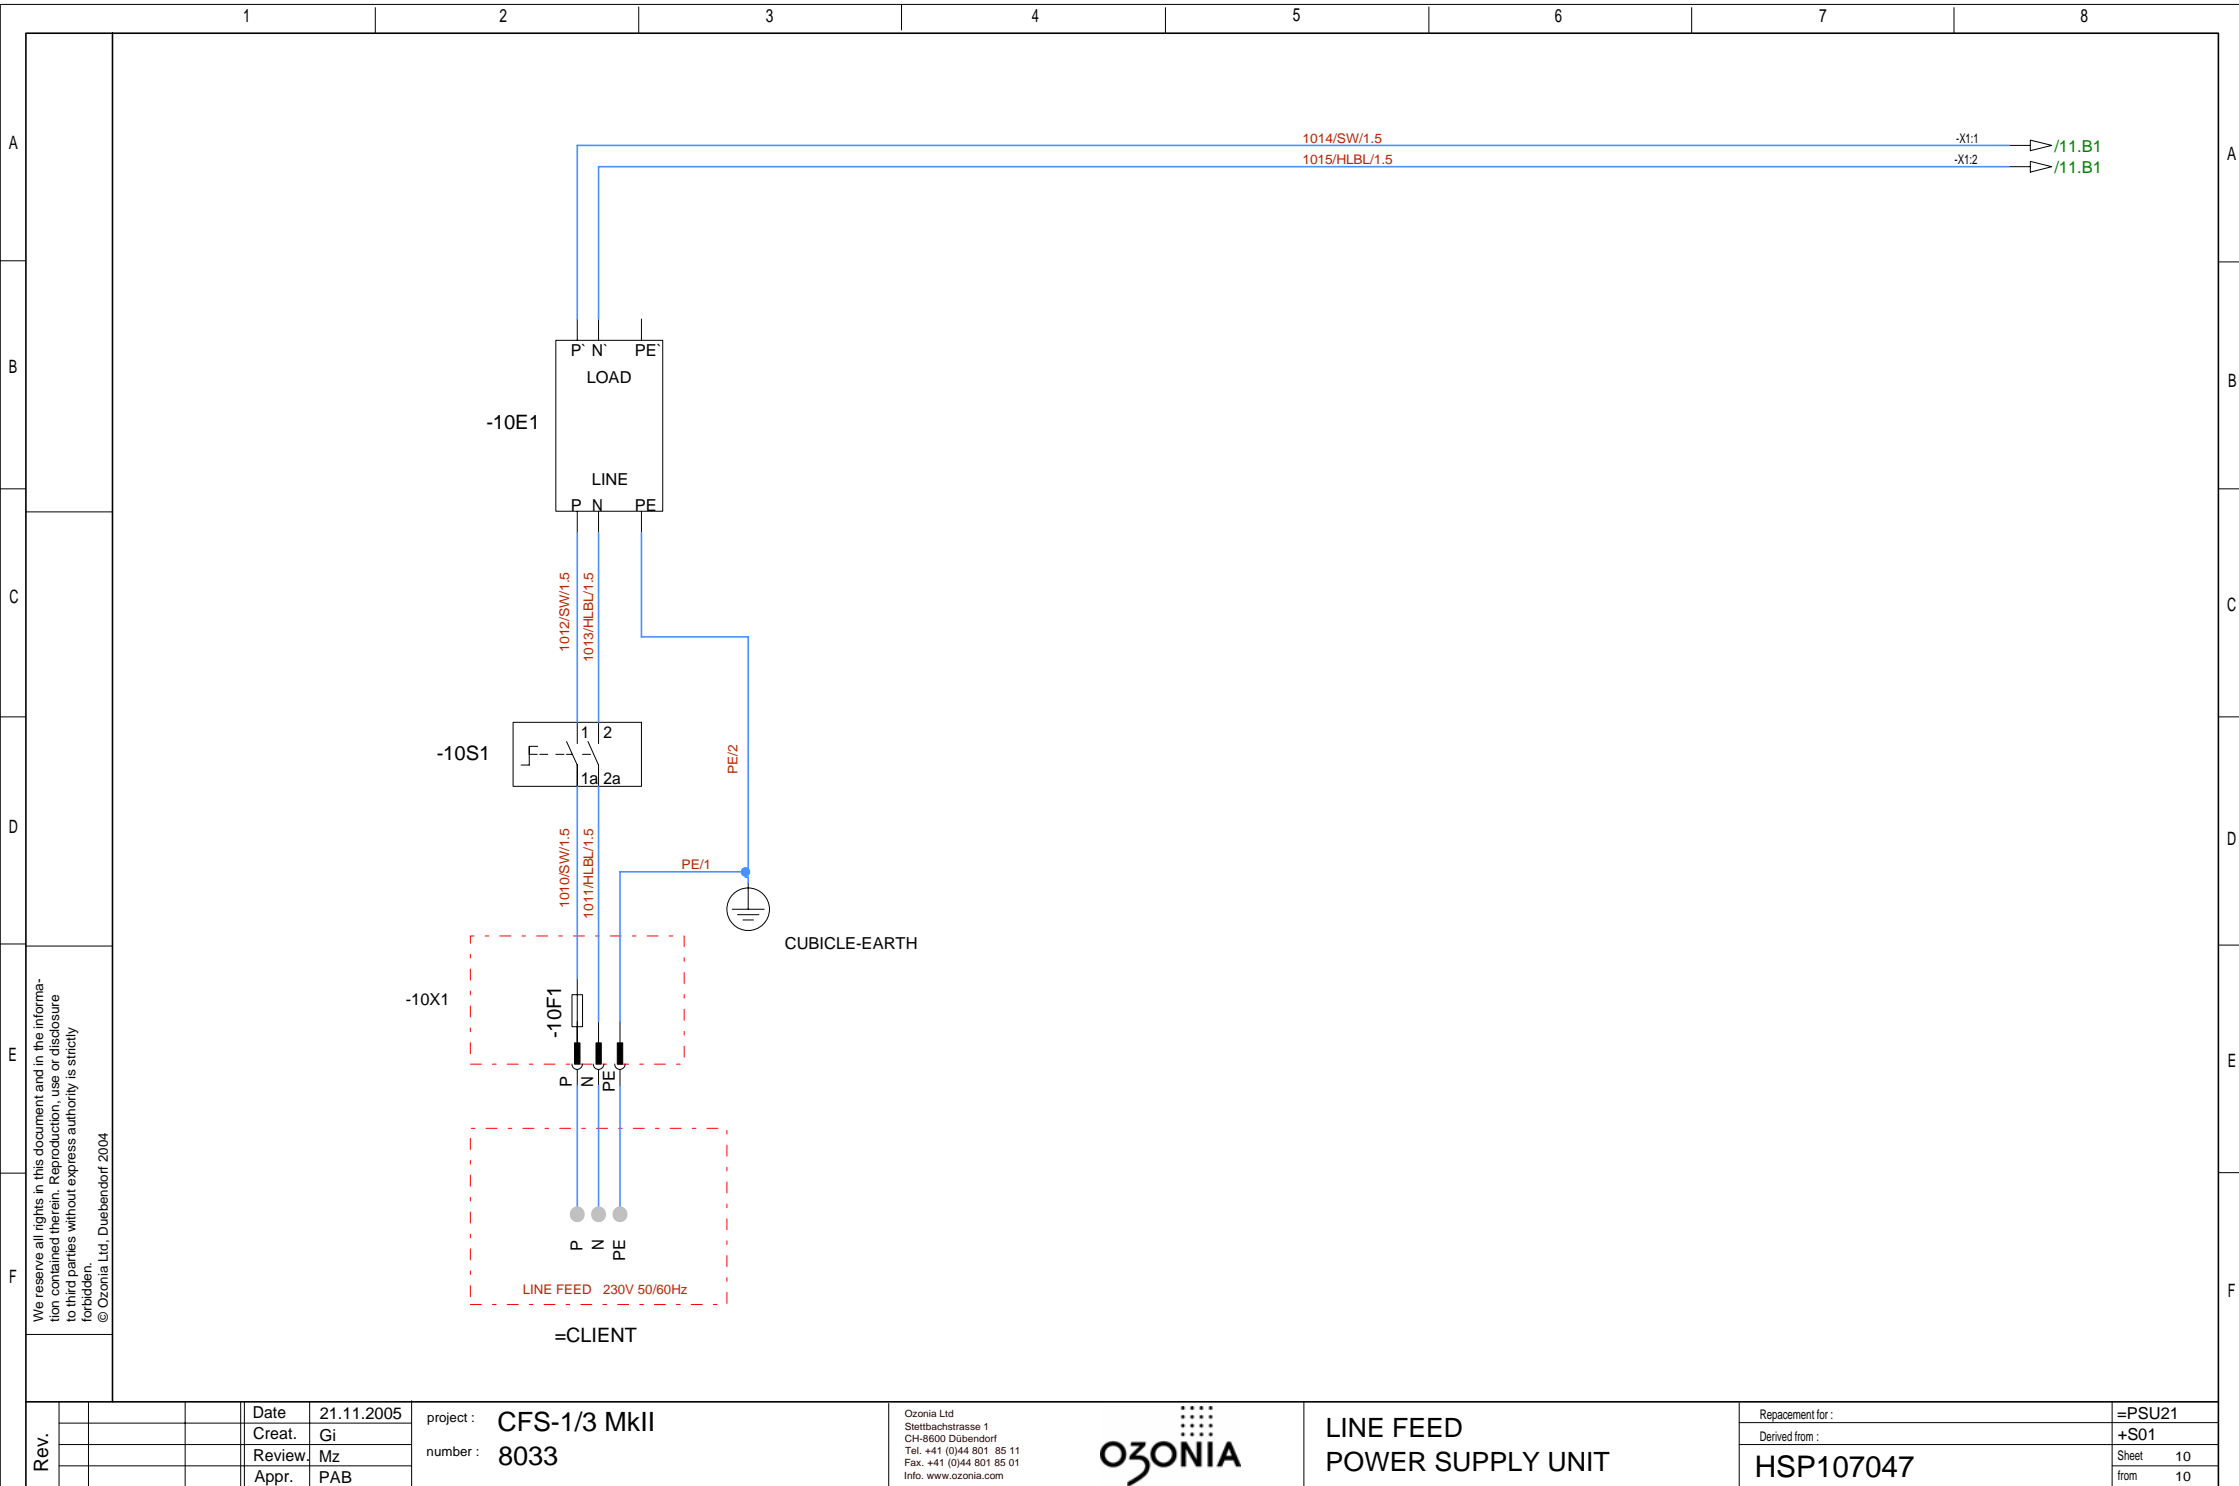 1 2 3 4 5 6 7 8
A A
1014/SW/1.5 -X1:1 /11.B1
1015/HLBL/1.5 -X1:2 /11.B1
B B
P` N` PE`
LOAD
-10E1
LINE
P N PE
C C
1012/SW/1.5
1013/HLBL/1.5
-10S1
1 2
1a 2a
PE/2
D D
1010/SW/1.5
1011/HLBL/1.5
PE/1
CUBICLE-EARTH
-10X1
-10F1
E E
P N PE
P N PE
F F
LINE FEED 230V 50/60Hz
=CLIENT
We reserve all rights in this document and in the informa-
tion contained therein. Reproduction, use or disclosure
to third parties without express authority is strictly
forbidden.
© Ozonia Ltd, Duebendorf 2004
Rev.
Date 21.11.2005
Creat. Gi
Review. Mz
Appr. PAB
project : CFS-1/3 MkII
number : 8033
Ozonia Ltd
Stettbachstrasse 1
CH-8600 Dübendorf
Tel. +41 (0)44 801 85 11
Fax. +41 (0)44 801 85 01
Info. www.ozonia.com
OZONIA
LINE FEED
POWER SUPPLY UNIT
Repacement for :
Derived from :
HSP107047
=PSU21
+S01
Sheet 10
from 10